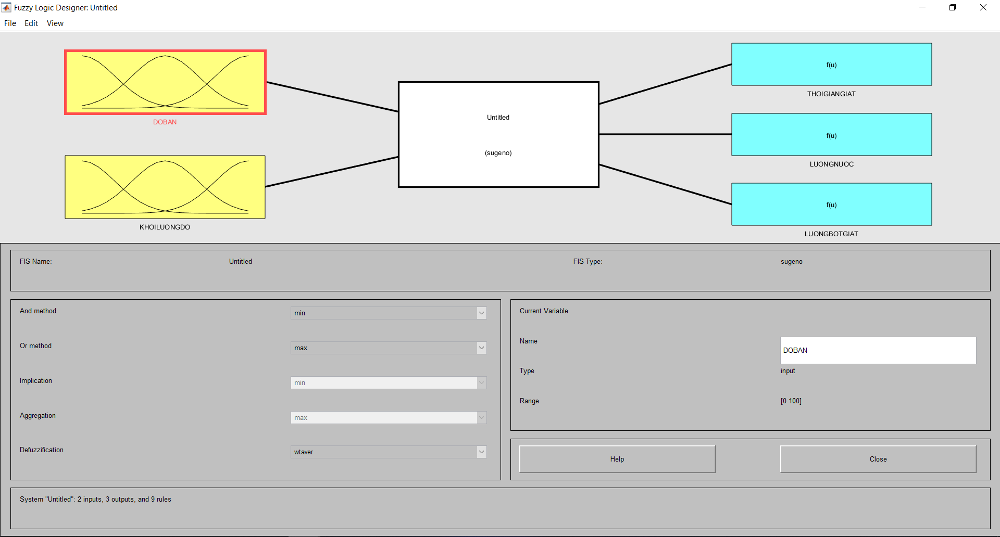 Fuzzy Logic Designer: Untitled
File Edit View
DOBAN
KHOILUONGDO
Untitled
(sugeno)
f(u)
THOIGIANGIAT
f(u)
LUONGNUOC
f(u)
LUONGBOTGIAT
FIS Name: Untitled FIS Type: sugeno
And method min
Or method max
Implication min
Aggregation max
Defuzzification wtaver
Current Variable
Name DOBAN
Type input
Range [0 100]
Help Close
System "Untitled": 2 inputs, 3 outputs, and 9 rules